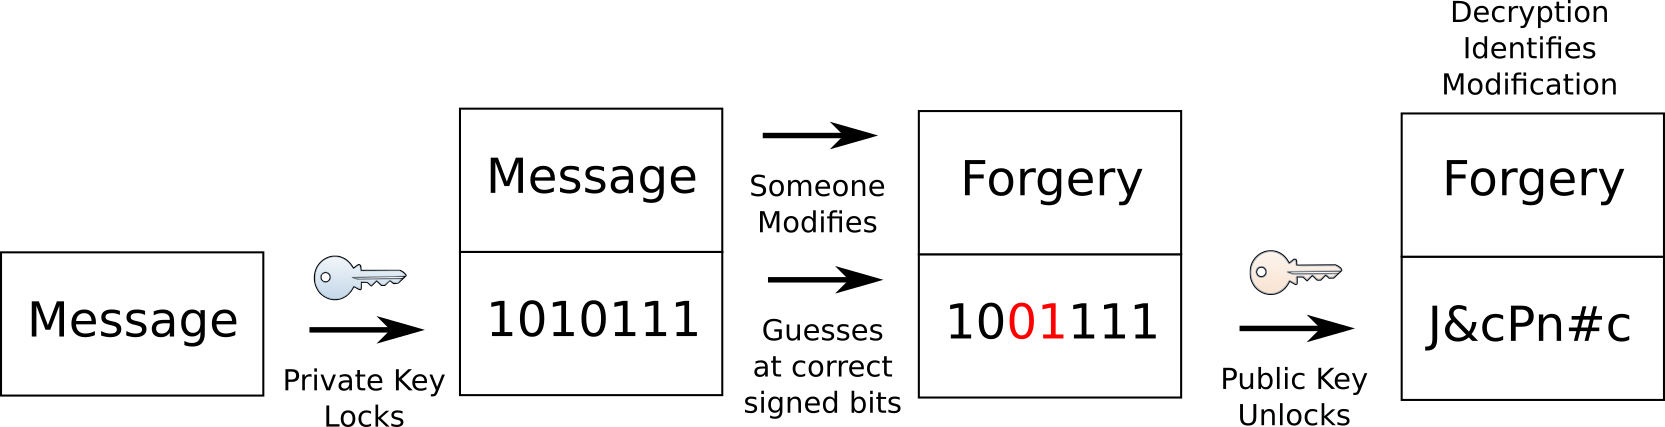 Message
Private Key
Locks
Message
1010111
Someone
Modifies
Guesses
at correct
signed bits
Forgery
1001111
Public Key
Unlocks
Decryption
Identifies
Modification
Forgery
J&cPn#c